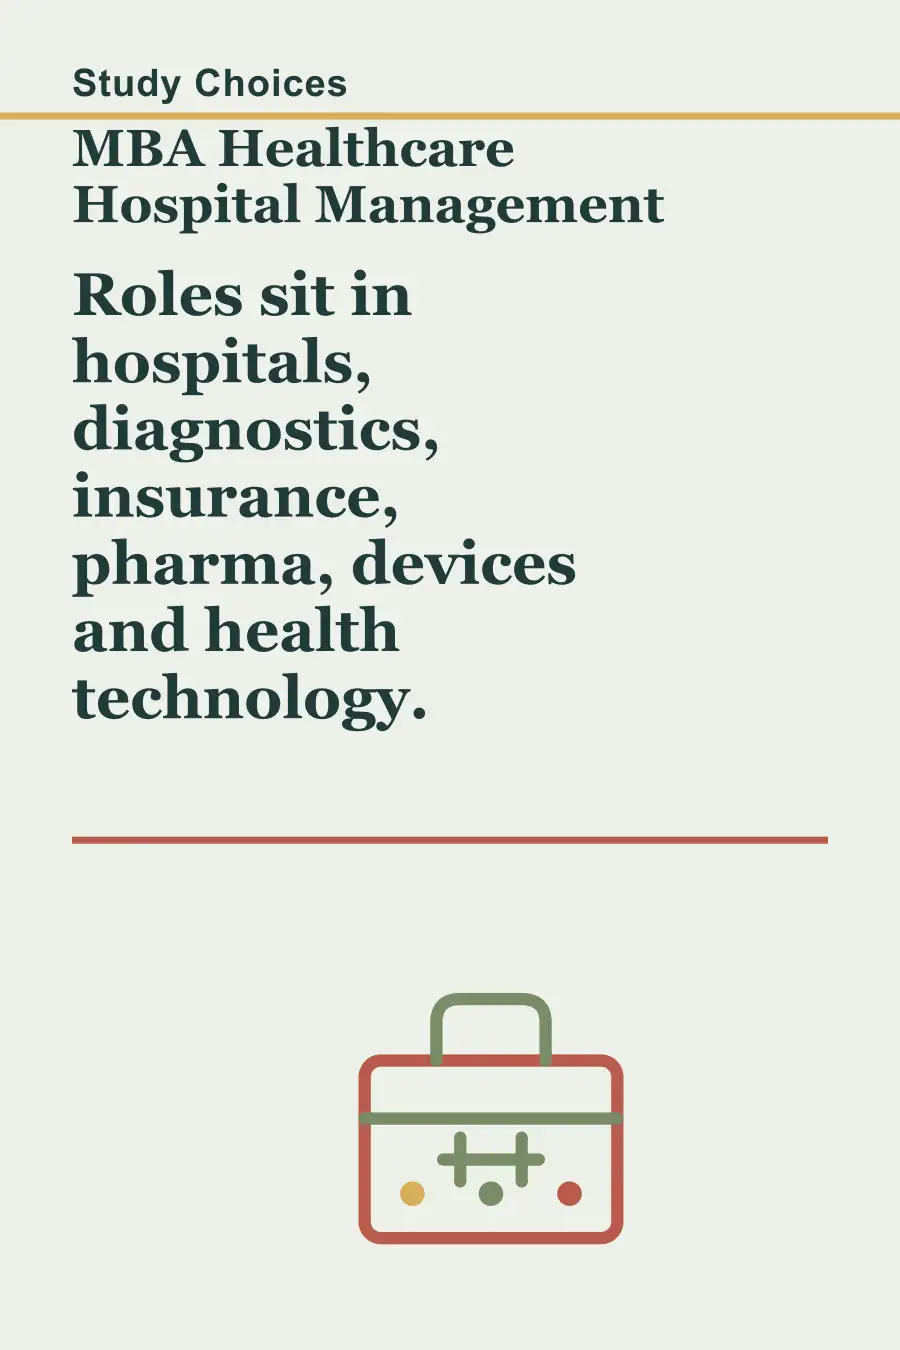 Study Choices
MBA Healthcare
Hospital Management
Roles sit in
hospitals,
diagnostics,
insurance,
pharma, devices
and health
technology.